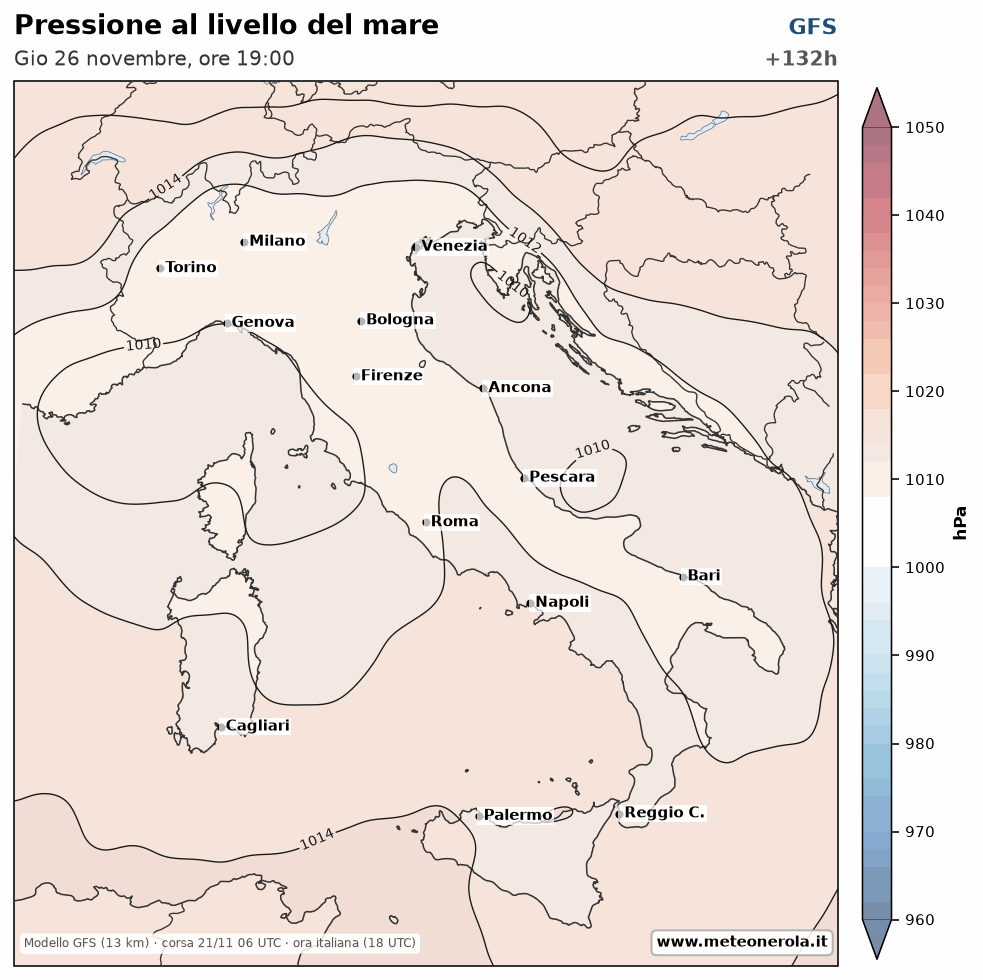 Pressione al livello del mare
GFS
Gio 26 novembre, ore 19:00
+132h
1014
1012
1010
1010
1010
1014
Milano
Torino
Venezia
Genova
Bologna
Firenze
Ancona
Pescara
Roma
Bari
Napoli
Cagliari
Palermo
Reggio C.
1050
1040
1030
1020
1010
1000
990
980
970
960
hPa
Modello GFS (13 km) · corsa 21/11 06 UTC · ora italiana (18 UTC)
www.meteonerola.it